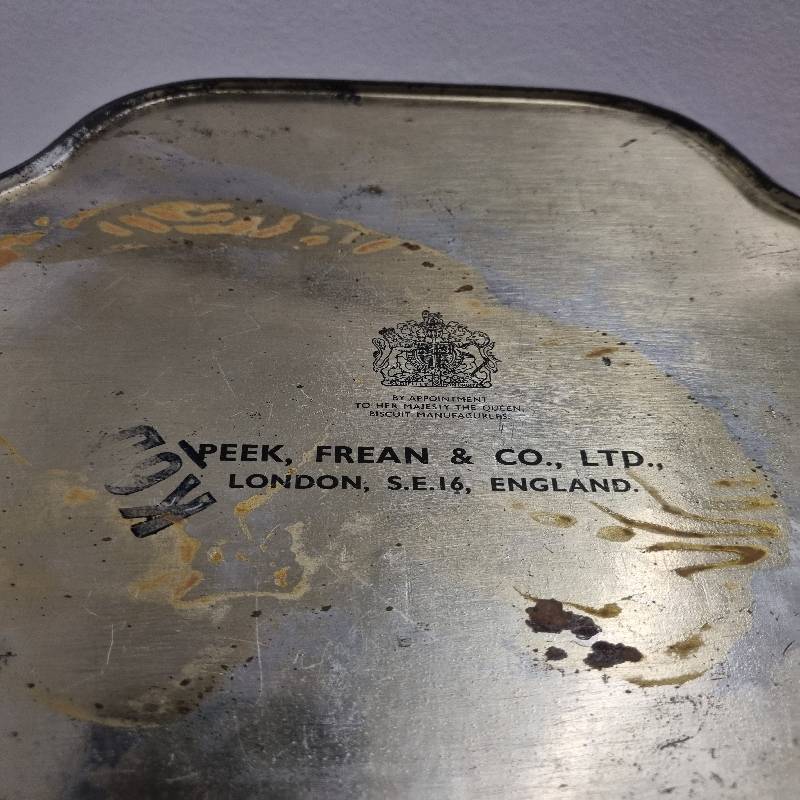 BY APPOINTMENT
TO HER MAJESTY THE QUEEN,
BISCUIT MANUFACTURERS.
PEEK, FREAN & CO., LTD.,
LONDON, S.E.16, ENGLAND.